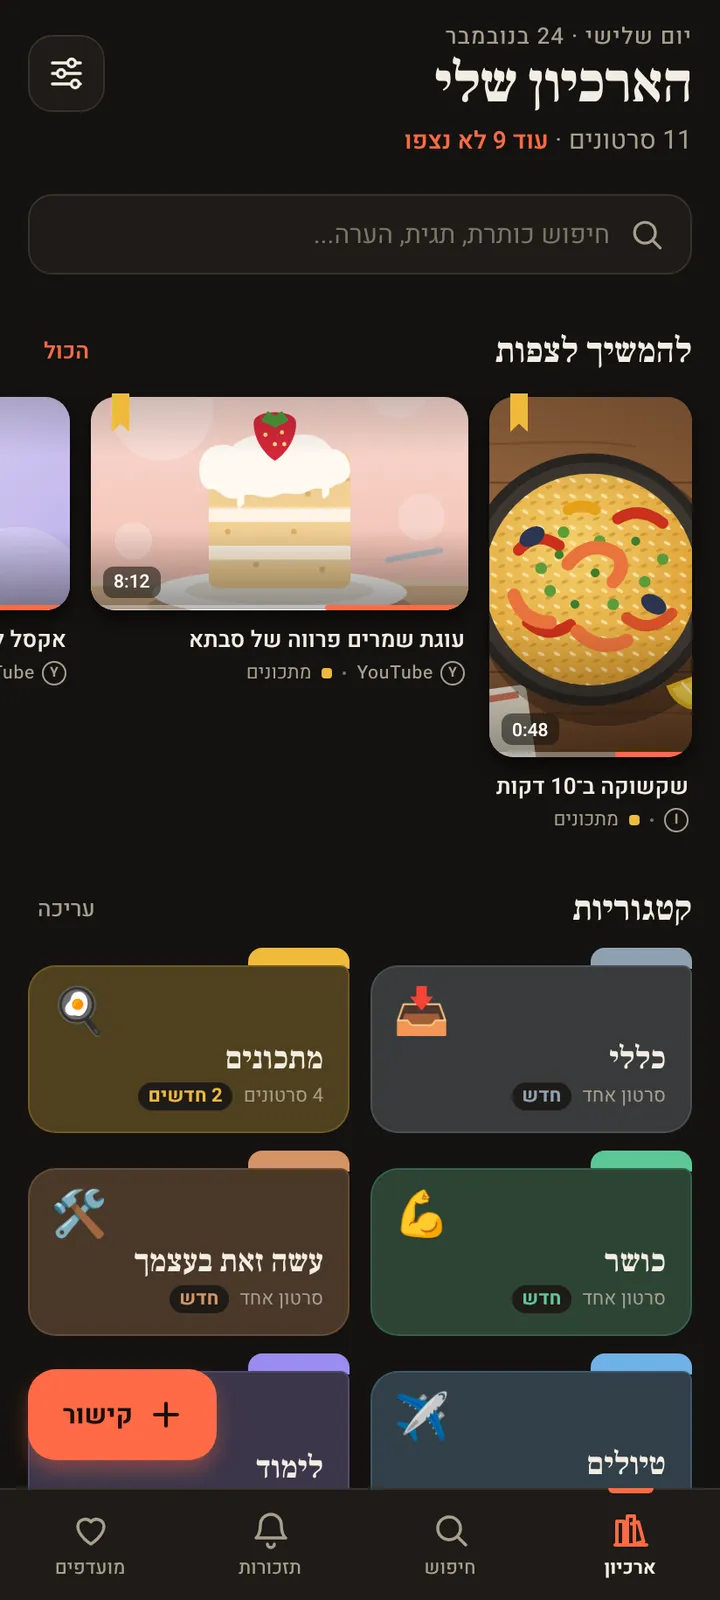 יום שלישי · 24 בנובמבר
הארכיון שלי
11 סרטונים · עוד 9 לא נצפו
חיפוש כותרת, תגית, הערה...
להמשיך לצפות
הכול
0:48
שקשוקה ב־10 דקות
I · מתכונים
8:12
עוגת שמרים פרווה של סבתא
Y YouTube · מתכונים
אקסל
Y
קטגוריות
עריכה
כללי
סרטון אחד חדש
מתכונים
4 סרטונים 2 חדשים
כושר
סרטון אחד חדש
עשה זאת בעצמך
סרטון אחד חדש
טיולים
לימוד
קישור
ארכיון
חיפוש
תזכורות
מועדפים